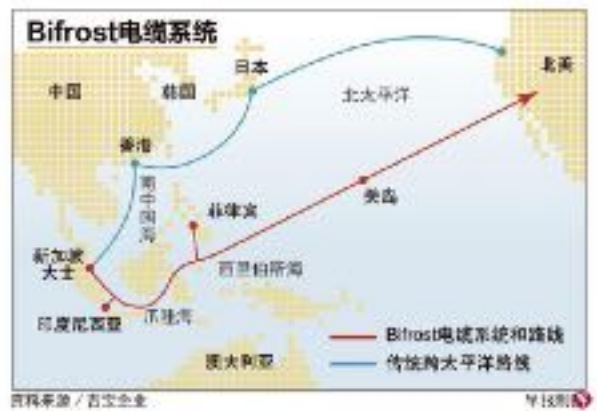 Bifrost电缆系统
日本
北美
中国
韩国
北太平洋
香港
南中国海
关岛
菲律宾
新加坡
大士
西里伯斯海
印度尼西亚
爪哇海
Bifrost电缆系统和路线
澳大利亚
传统跨太平洋路线
资料来源／吉宝企业